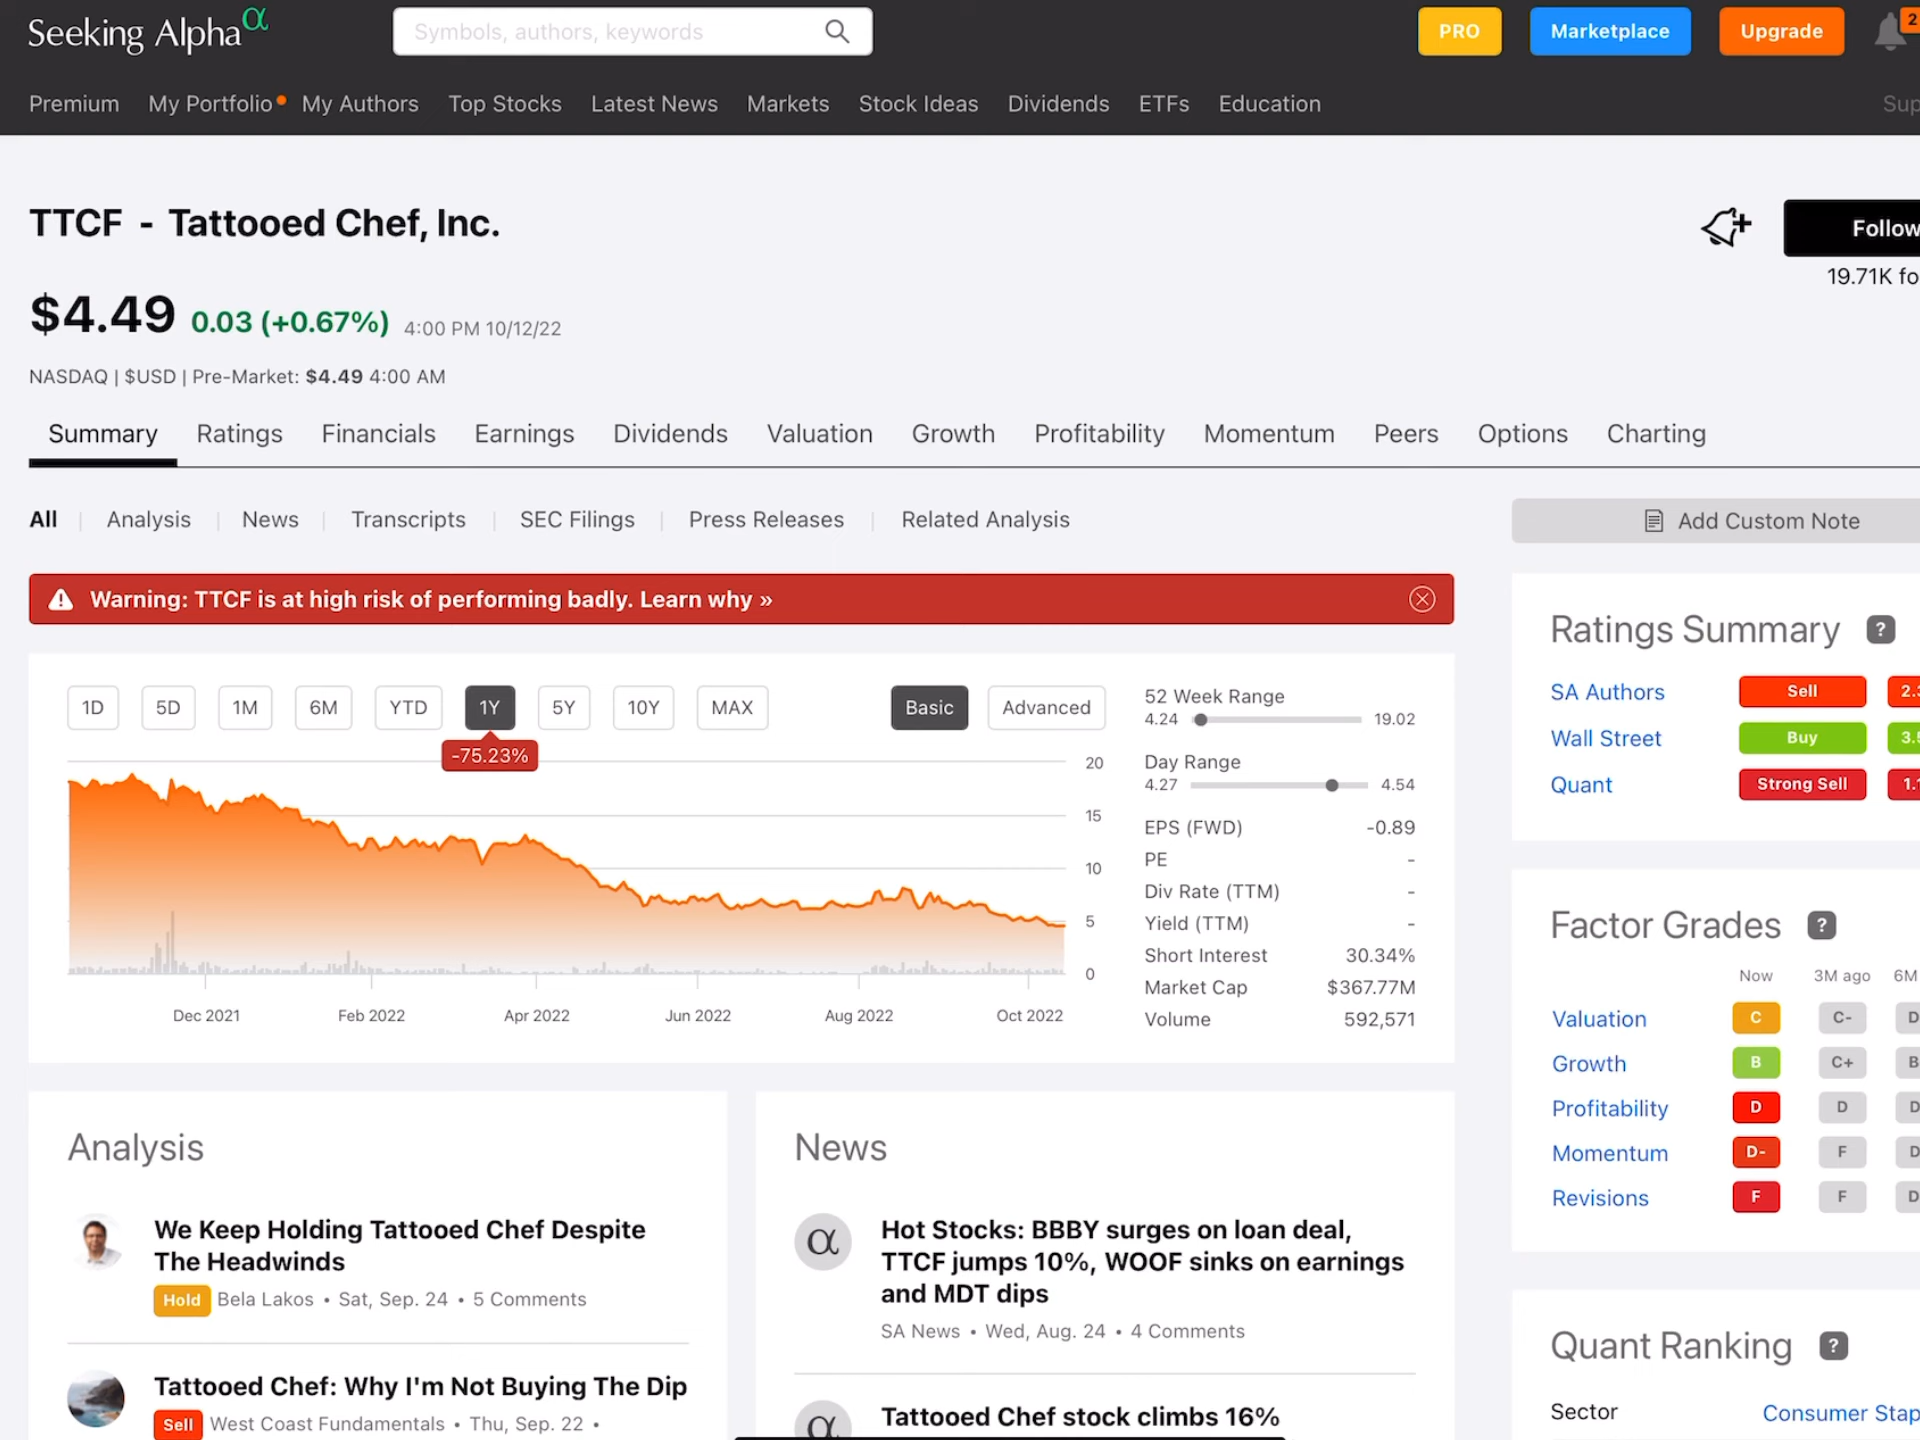 Seeking Alpha α
Symbols, authors, keywords
PRO
Marketplace
Upgrade
2
Premium
My Portfolio
My Authors
Top Stocks
Latest News
Markets
Stock Ideas
Dividends
ETFs
Education
TTCF - Tattooed Chef, Inc.
Follow
19.71K
$4.49 0.03 (+0.67%) 4:00 PM 10/12/22
NASDAQ | $USD | Pre-Market: $4.49 4:00 AM
Summary
Ratings
Financials
Earnings
Dividends
Valuation
Growth
Profitability
Momentum
Peers
Options
Charting
All | Analysis | News | Transcripts | SEC Filings | Press Releases | Related Analysis
Add Custom Note
Warning: TTCF is at high risk of performing badly. Learn why »
1D
5D
1M
6M
YTD
1Y
5Y
10Y
MAX
Basic
Advanced
-75.23%
20
15
10
5
0
Dec 2021
Feb 2022
Apr 2022
Jun 2022
Aug 2022
Oct 2022
52 Week Range
4.24 19.02
Day Range
4.27 4.54
EPS (FWD) -0.89
PE -
Div Rate (TTM) -
Yield (TTM) -
Short Interest 30.34%
Market Cap $367.77M
Volume 592,571
Ratings Summary ?
SA Authors Sell
Wall Street Buy
Quant Strong Sell
Factor Grades ?
Now 3M ago 6M
Valuation C C- D
Growth B C+ B
Profitability D D D
Momentum D- F D
Revisions F F D
Quant Ranking ?
Sector Consumer
Analysis
We Keep Holding Tattooed Chef Despite
The Headwinds
Hold Bela Lakos • Sat, Sep. 24 • 5 Comments
Tattooed Chef: Why I'm Not Buying The Dip
Sell West Coast Fundamentals • Thu, Sep. 22 •
News
α
Hot Stocks: BBBY surges on loan deal,
TTCF jumps 10%, WOOF sinks on earnings
and MDT dips
SA News • Wed, Aug. 24 • 4 Comments
α
Tattooed Chef stock climbs 16%